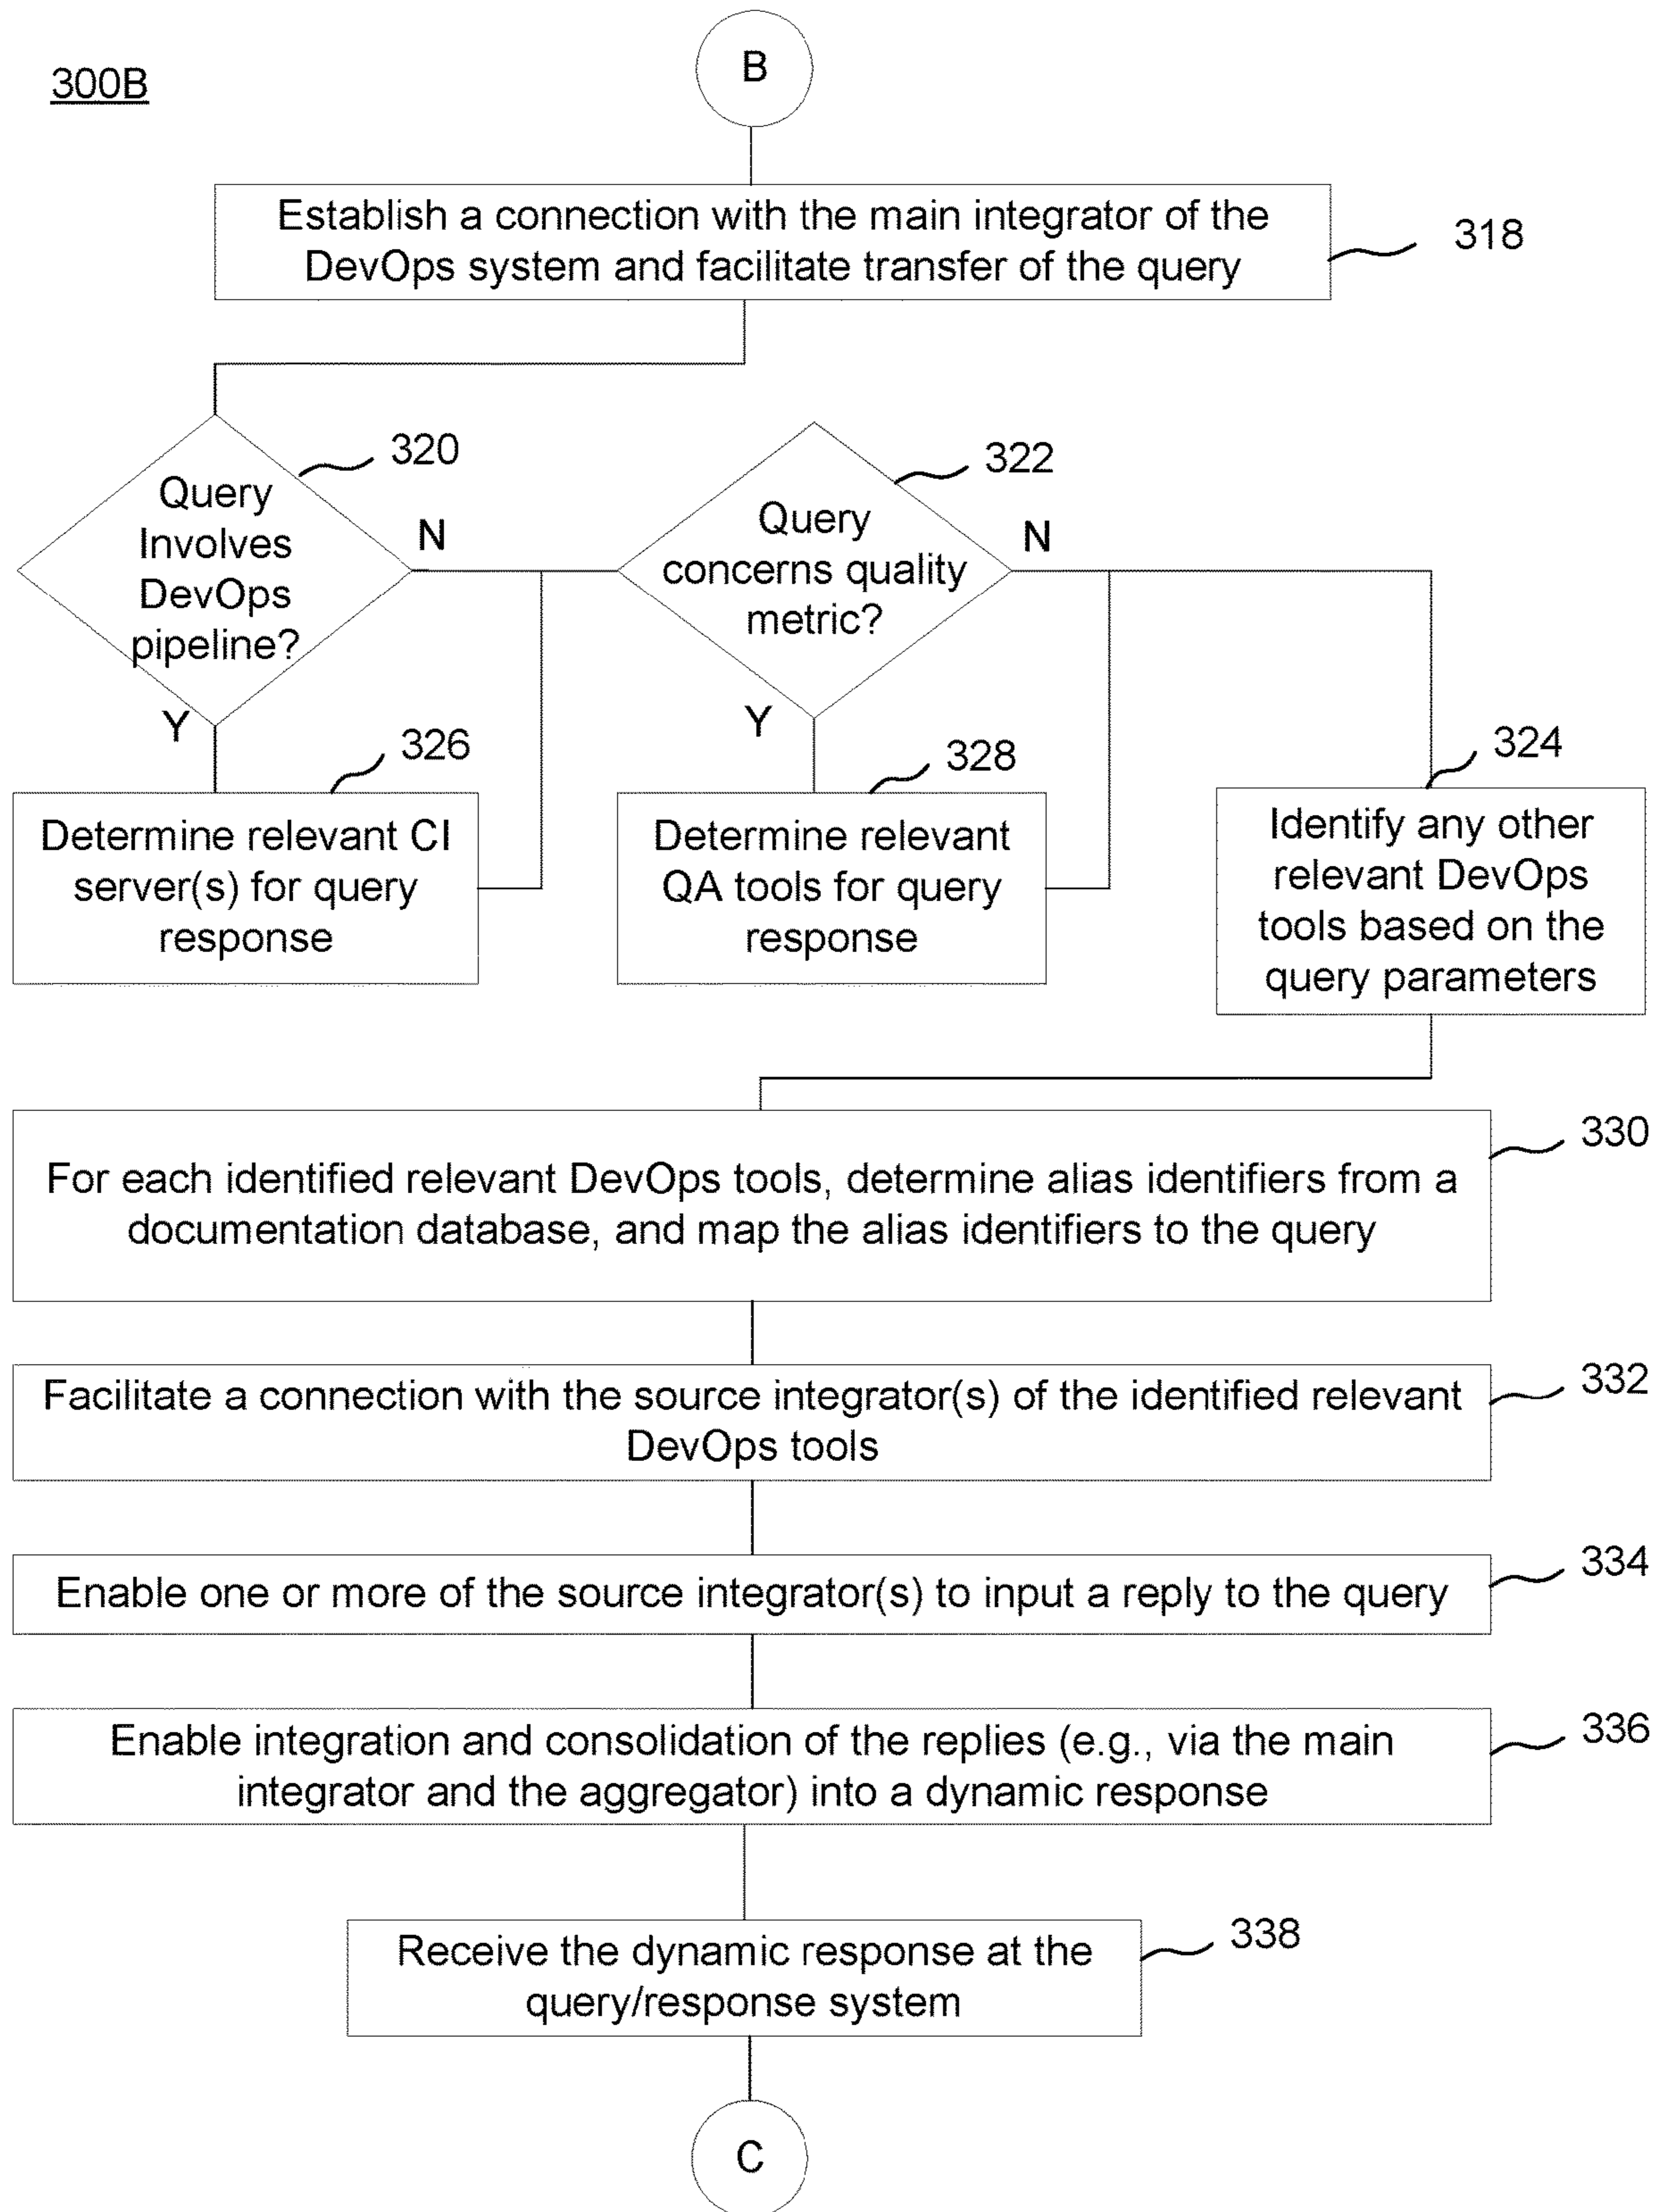 300B
B
Establish a connection with the main integrator of the
DevOps system and facilitate transfer of the query
318
320
Query
Involves
DevOps
pipeline?
N
Y
322
Query
concerns quality
metric?
N
Y
326
Determine relevant CI
server(s) for query
response
328
Determine relevant
QA tools for query
response
324
Identify any other
relevant DevOps
tools based on the
query parameters
330
For each identified relevant DevOps tools, determine alias identifiers from a
documentation database, and map the alias identifiers to the query
332
Facilitate a connection with the source integrator(s) of the identified relevant
DevOps tools
334
Enable one or more of the source integrator(s) to input a reply to the query
336
Enable integration and consolidation of the replies (e.g., via the main
integrator and the aggregator) into a dynamic response
338
Receive the dynamic response at the
query/response system
C